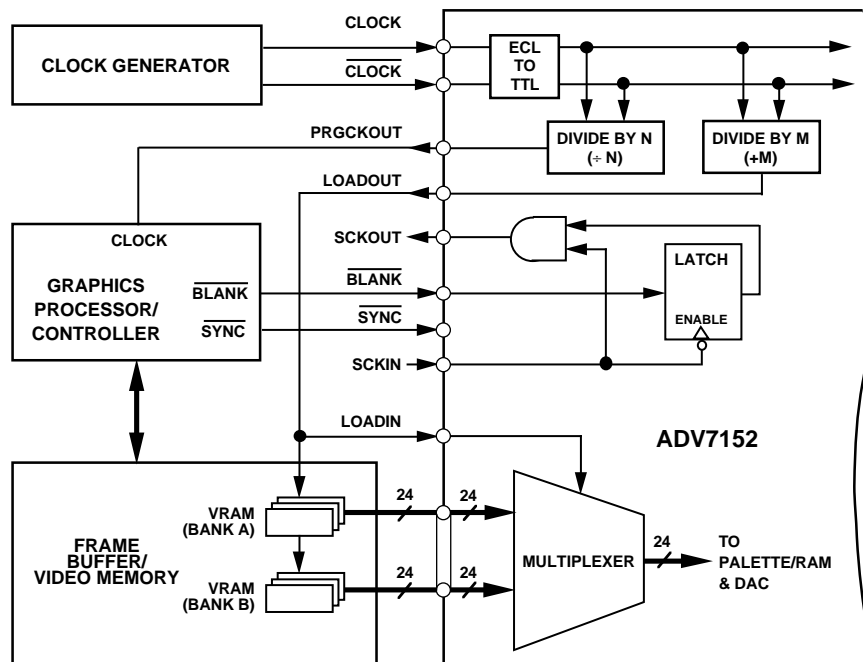 CLOCK
CLOCK GENERATOR
CLOCK
ECL
TO
TTL
PRGCKOUT
DIVIDE BY N
(÷ N)
DIVIDE BY M
(+M)
LOADOUT
CLOCK
GRAPHICS
PROCESSOR/
CONTROLLER
BLANK
SYNC
SCKOUT
BLANK
SYNC
SCKIN
LATCH
ENABLE
LOADIN
ADV7152
FRAME
BUFFER/
VIDEO MEMORY
VRAM
(BANK A)
24
24
VRAM
(BANK B)
24
24
MULTIPLEXER
24
TO
PALETTE/RAM
& DAC